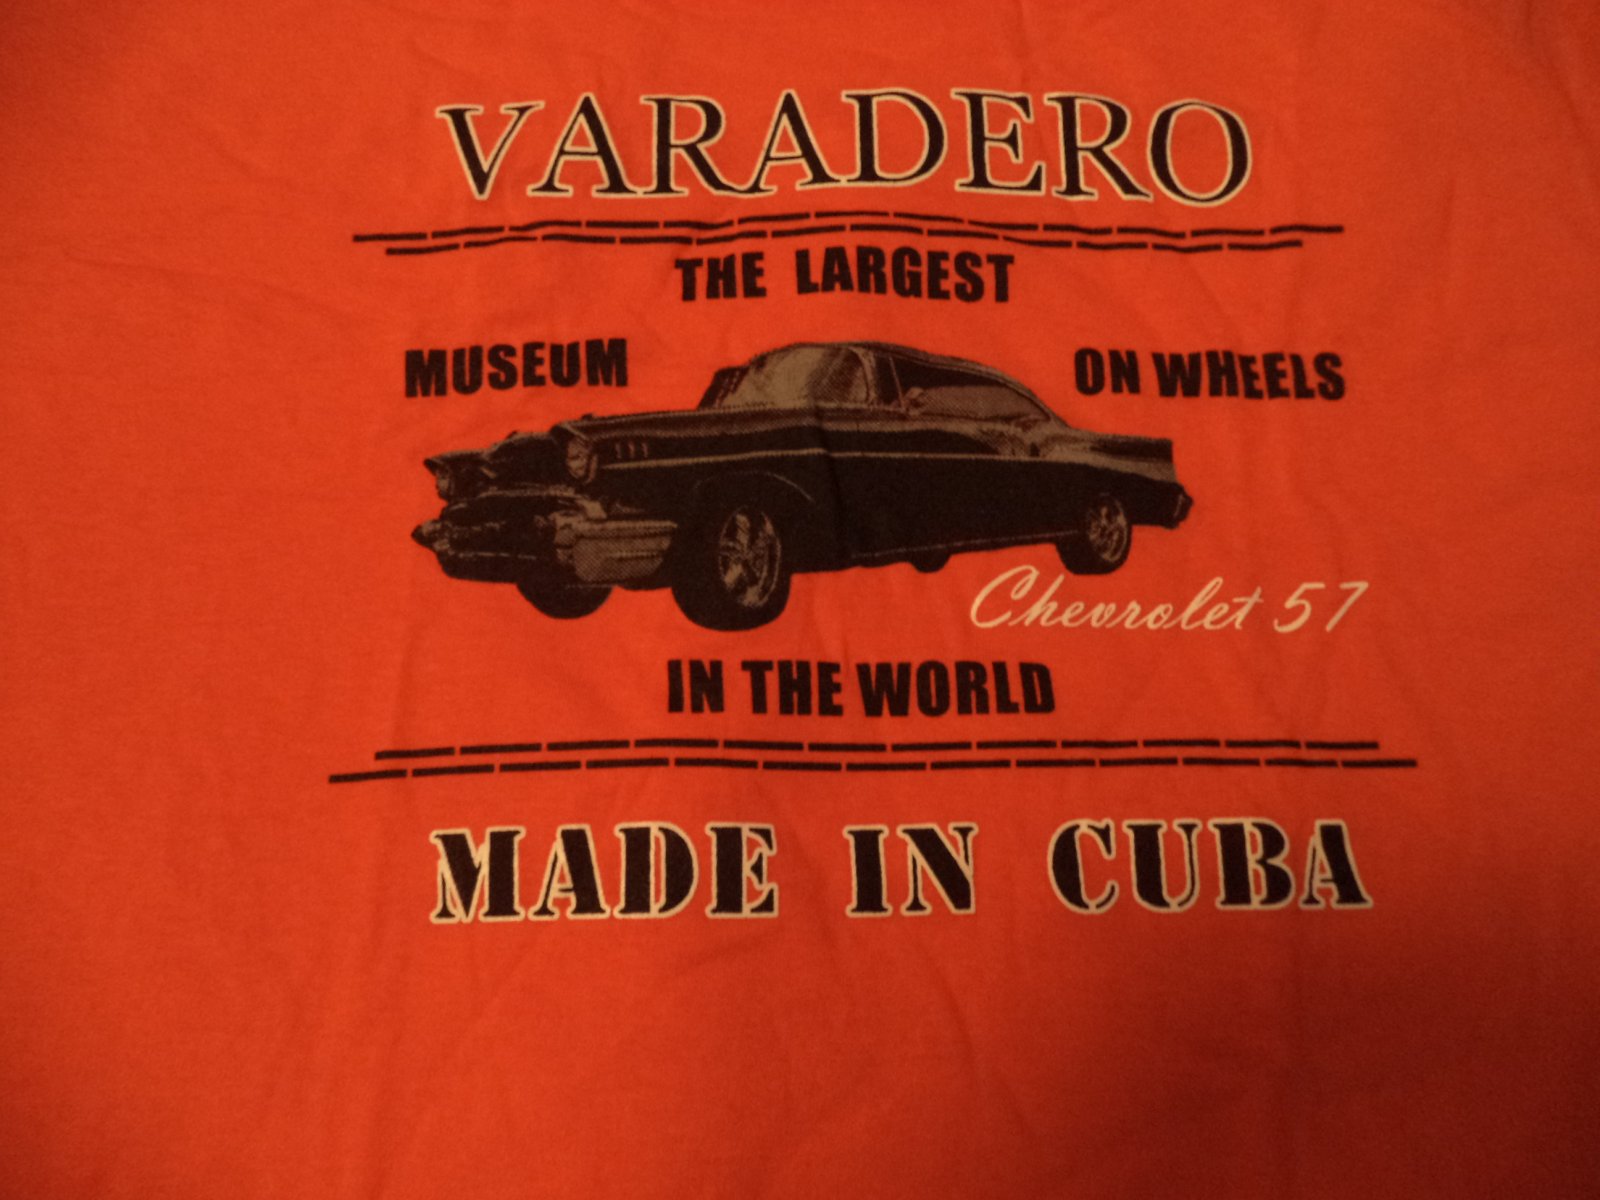 VARADERO
THE LARGEST
MUSEUM
ON WHEELS
Chevrolet 57
IN THE WORLD
MADE IN CUBA